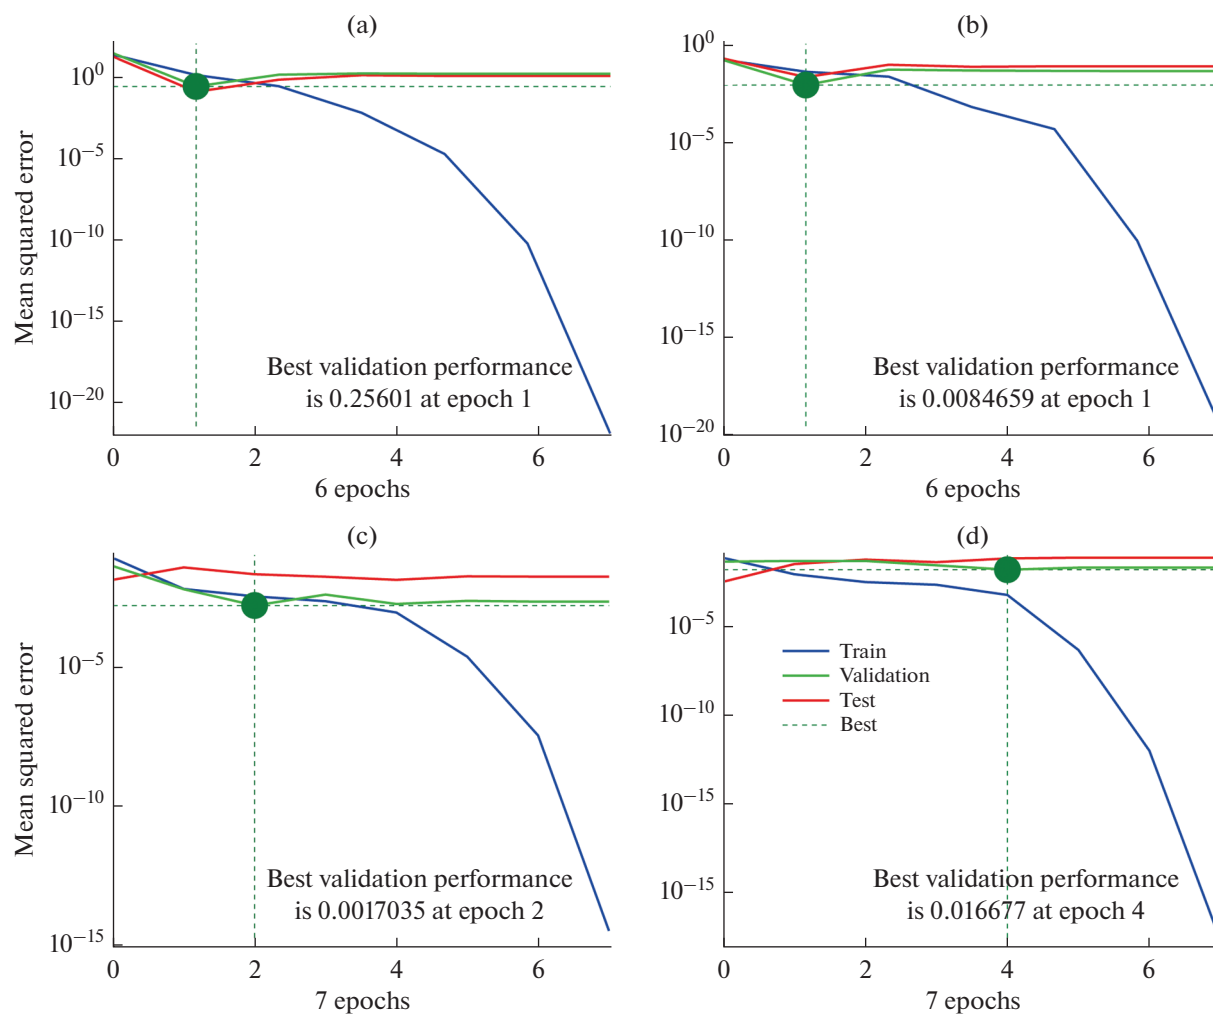 (a)
Mean squared error
10^0
10^−5
10^−10
10^−15
10^−20
Best validation performance
is 0.25601 at epoch 1
0 2 4 6
6 epochs
(b)
10^0
10^−5
10^−10
10^−15
10^−20
Best validation performance
is 0.0084659 at epoch 1
0 2 4 6
6 epochs
(c)
Mean squared error
10^−5
10^−10
10^−15
Best validation performance
is 0.0017035 at epoch 2
0 2 4 6
7 epochs
(d)
10^−5
10^−10
10^−15
10^−15
Train
Validation
Test
Best
Best validation performance
is 0.016677 at epoch 4
0 2 4 6
7 epochs